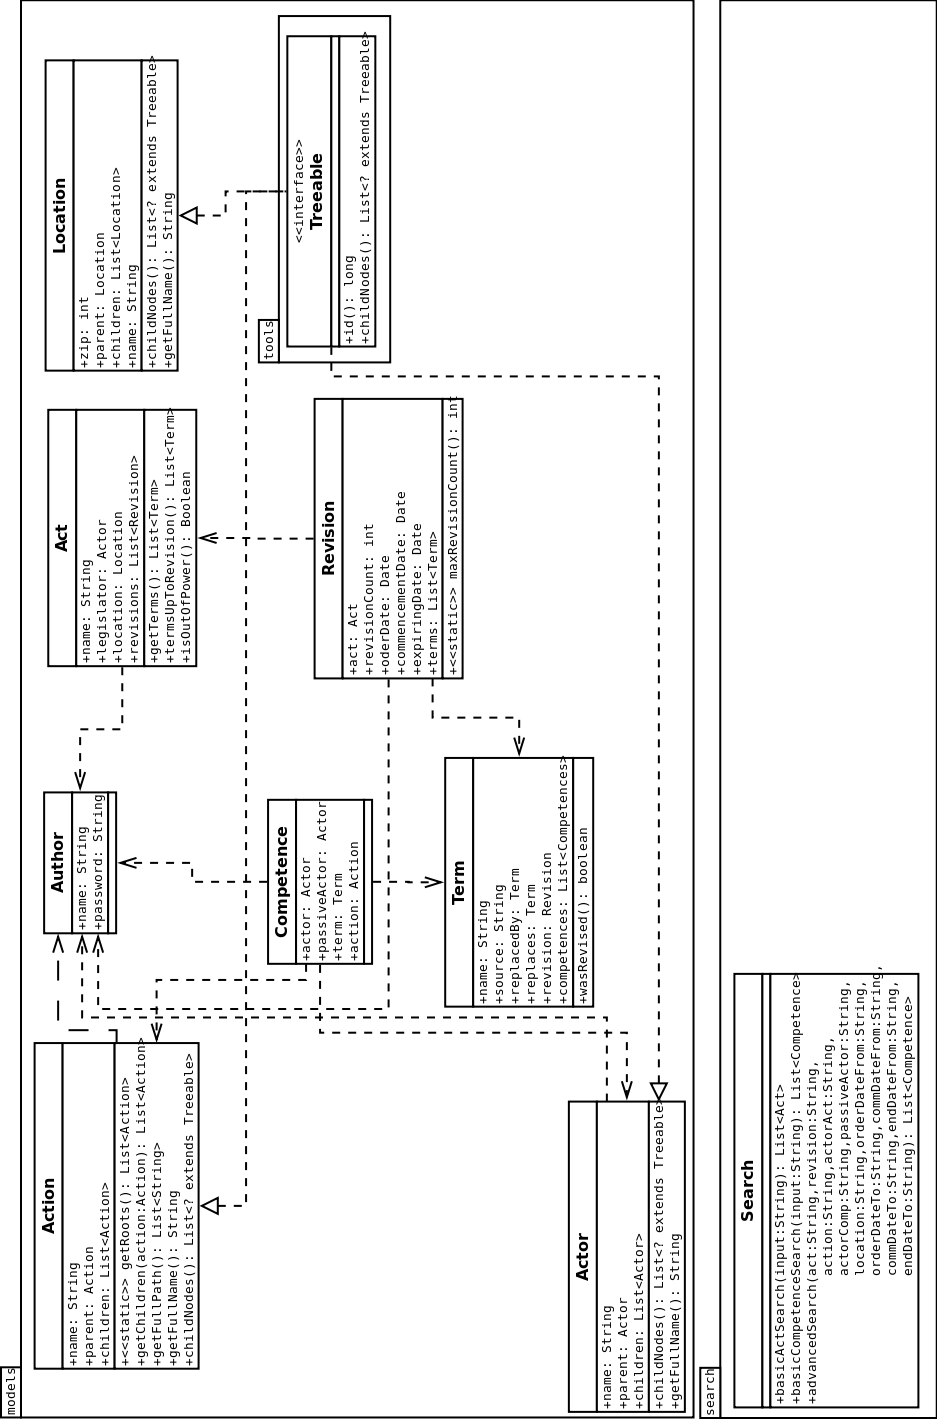 models
Action
+name: String
+parent: Action
+children: List<Action>
+<<static>> getRoots(): List<Action>
+getChildren(action:Action): List<Action>
+getFullPath(): List<String>
+getFullName(): String
+childNodes(): List<? extends Treeable>
Author
+name: String
+password: String
Act
+name: String
+legislator: Actor
+location: Location
+revisions: List<Revision>
+getTerms(): List<Term>
+termsUpToRevision(): List<Term>
+isOutOfPower(): Boolean
Location
+zip: int
+parent: Location
+children: List<Location>
+name: String
+childNodes(): List<? extends Treeable>
+getFullName(): String
tools
<<interface>>
Treeable
+id(): long
+childNodes(): List<? extends Treeable>
Competence
+actor: Actor
+passiveActor: Actor
+term: Term
+action: Action
Revision
+act: Act
+revisionCount: int
+oderDate: Date
+commencementDate: Date
+expiringDate: Date
+terms: List<Term>
+<<static>> maxRevisionCount(): int
Term
+name: String
+source: String
+replacedBy: Term
+replaces: Term
+revision: Revision
+competences: List<Competences>
+wasRevised(): boolean
Actor
+name: String
+parent: Actor
+children: List<Actor>
+childNodes(): List<? extends Treeable>
+getFullName(): String
search
Search
+basicActSearch(input:String): List<Act>
+basicCompetenceSearch(input:String): List<Competence>
+advancedSearch(act:String,revision:String,
action:String,actorAct:String,
actorComp:String,passiveActor:String,
location:String,orderDateFrom:String,
orderDateTo:String,commDateFrom:String,
commDateTo:String,endDateFrom:String,
endDateTo:String): List<Competence>